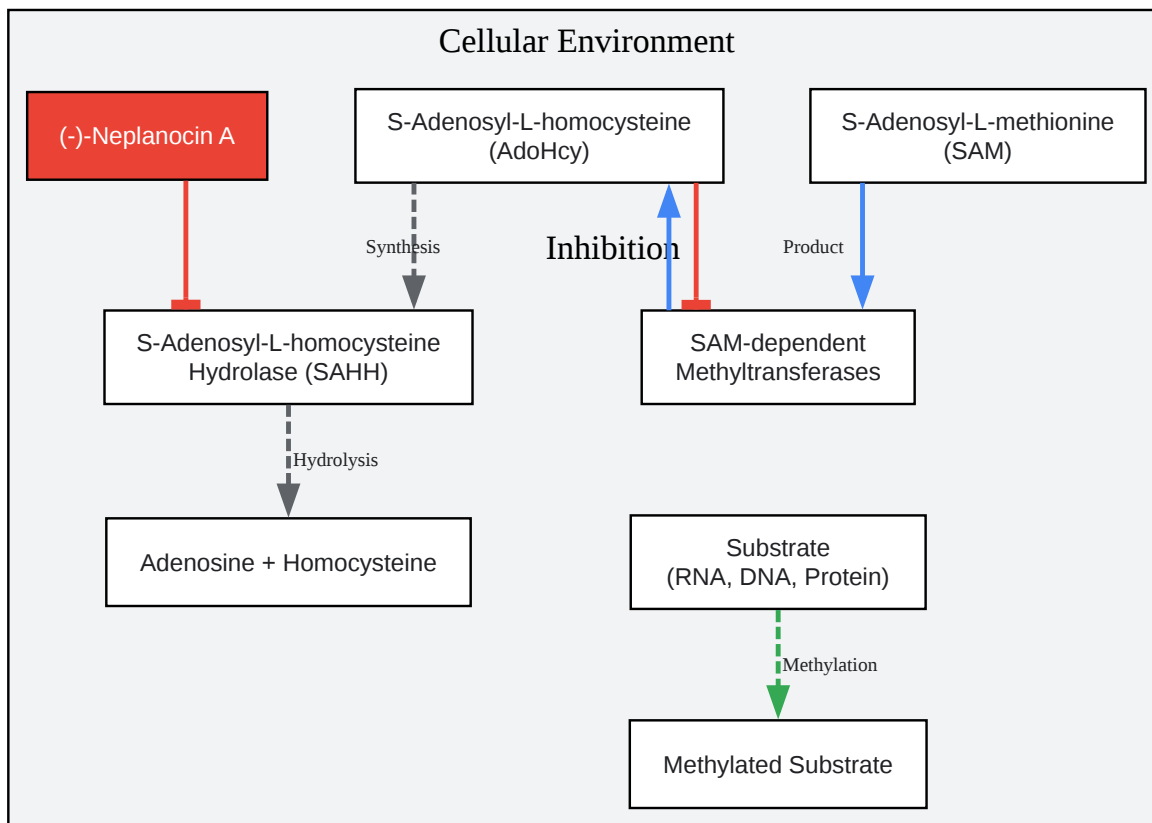 Cellular Environment
(-)-Neplanocin A
S-Adenosyl-L-homocysteine
(AdoHcy)
S-Adenosyl-L-methionine
(SAM)
Synthesis
Inhibition
Product
S-Adenosyl-L-homocysteine
Hydrolase (SAHH)
SAM-dependent
Methyltransferases
Hydrolysis
Adenosine + Homocysteine
Substrate
(RNA, DNA, Protein)
Methylation
Methylated Substrate